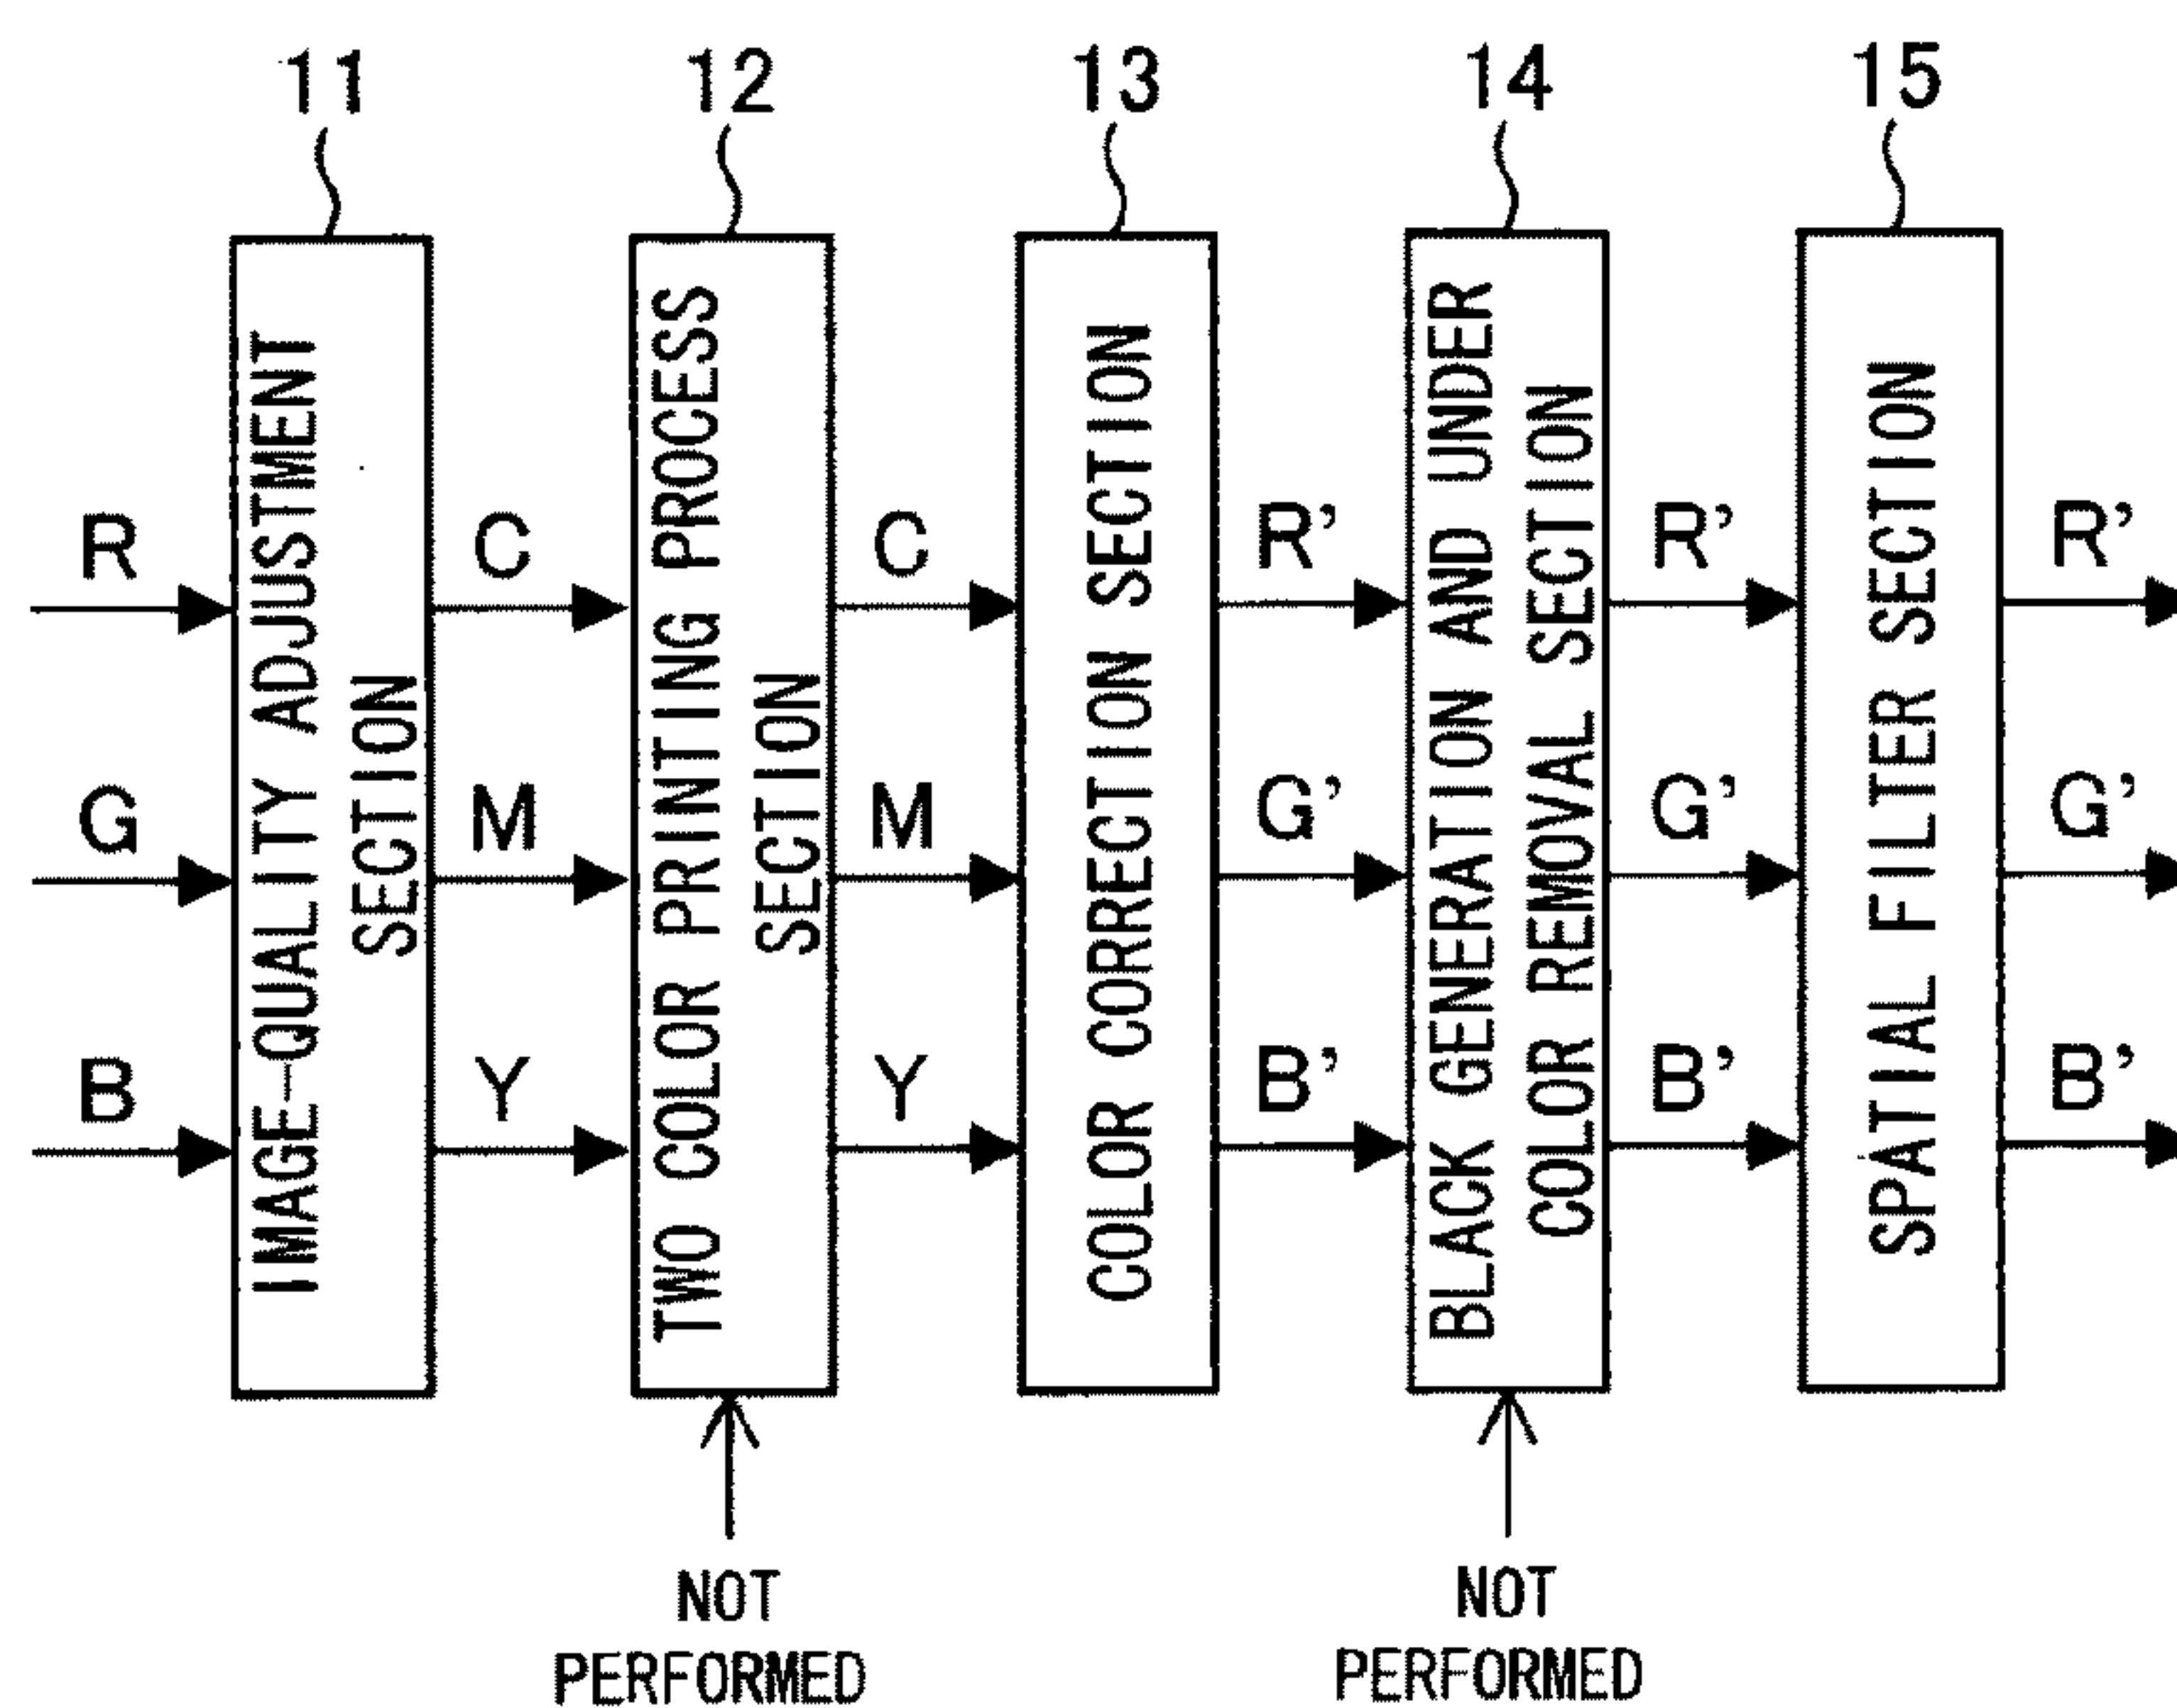 11
12
13
14
15
IMAGE-QUALITY ADJUSTMENT
SECTION
TWO COLOR PRINTING PROCESS
SECTION
COLOR CORRECTION SECTION
BLACK GENERATION AND UNDER
COLOR REMOVAL SECTION
SPATIAL FILTER SECTION
R
C
C
R'
R'
R'
G
M
M
G'
G'
G'
B
Y
Y
B'
B'
B'
NOT
PERFORMED
NOT
PERFORMED